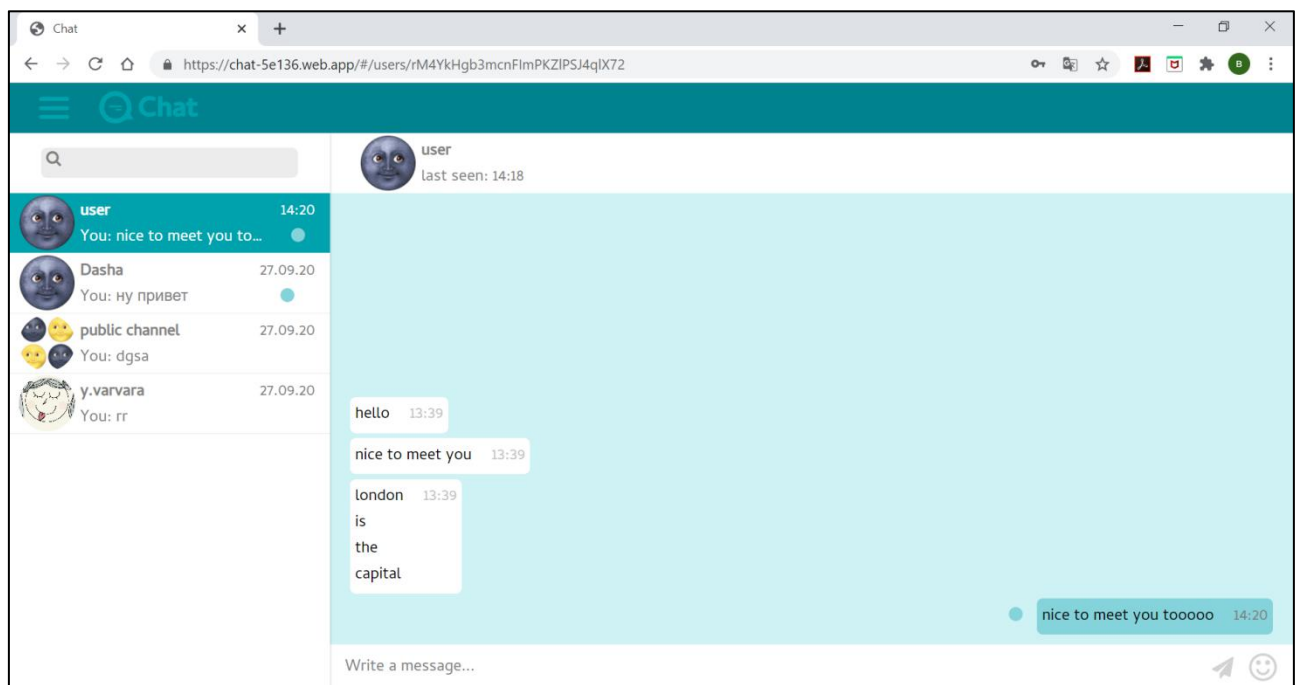 Chat
https://chat-5e136.web.app/#/users/rM4YkHgb3mcnFImPKZlPSJ4qlX72
B
Chat
user 14:20
You: nice to meet you to...
Dasha 27.09.20
You: ну привет
public channel 27.09.20
You: dgsa
y.varvara 27.09.20
You: гг
user
last seen: 14:18
hello 13:39
nice to meet you 13:39
london 13:39
is
the
capital
nice to meet you tooooo 14:20
Write a message...